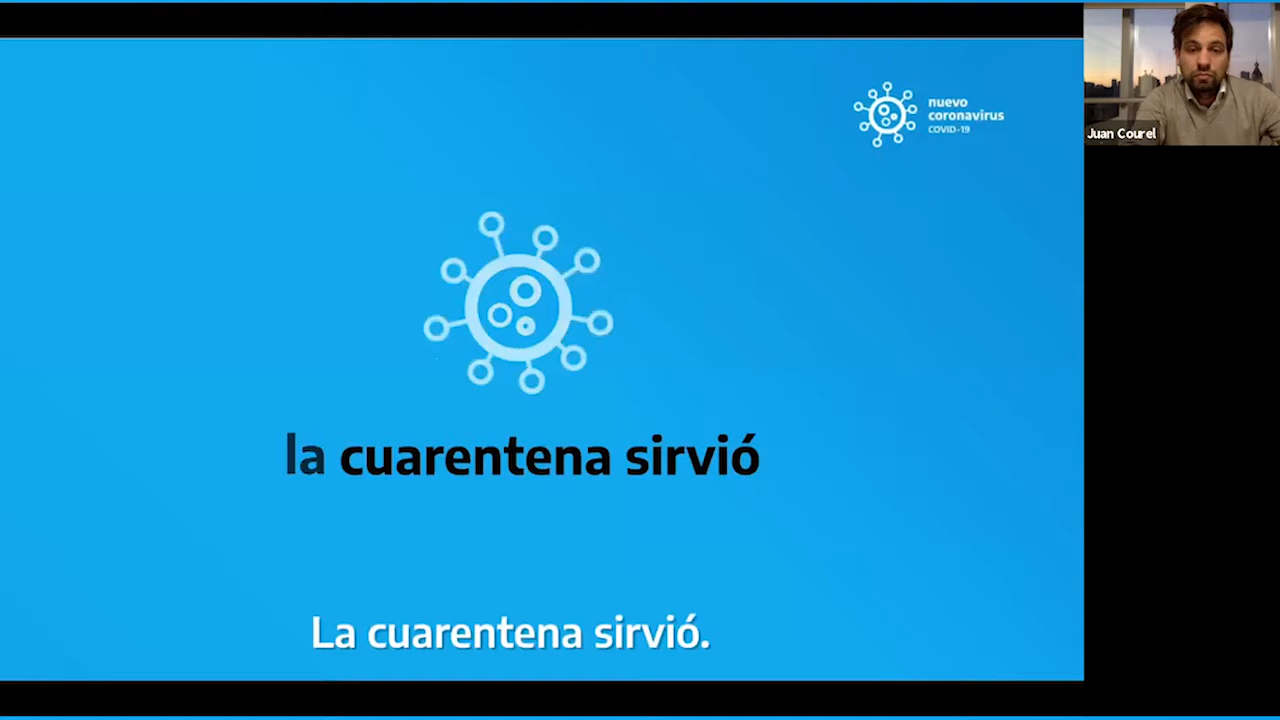 nuevo
coronavirus
COVID-19
Juan Courel
la cuarentena sirvió
La cuarentena sirvió.